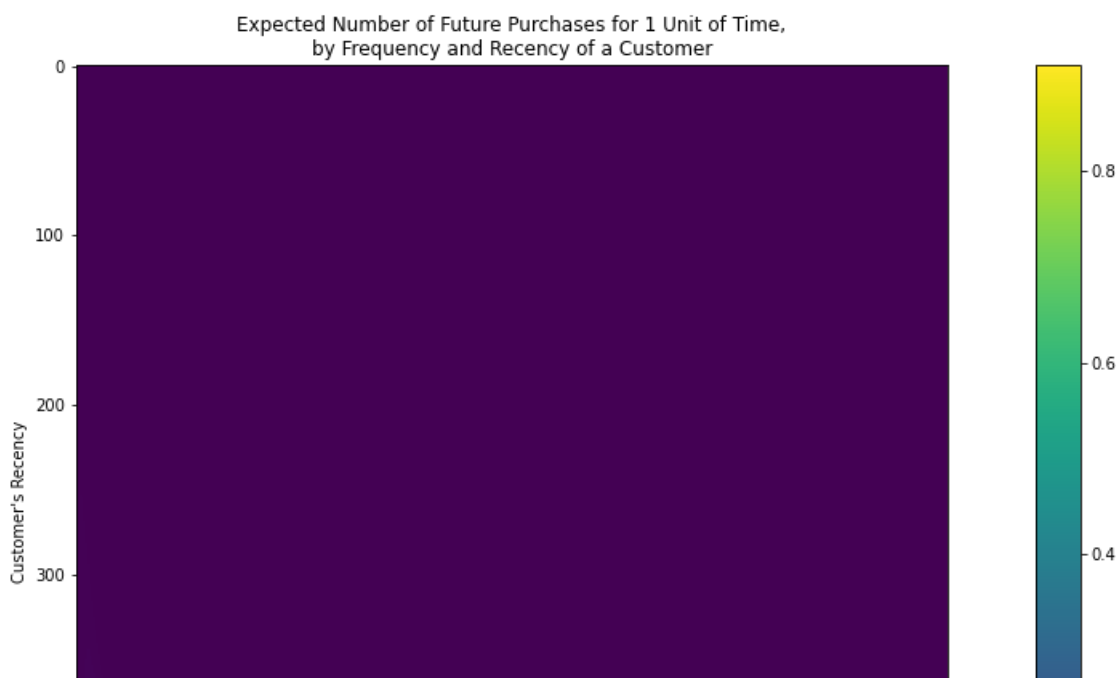 Expected Number of Future Purchases for 1 Unit of Time,
by Frequency and Recency of a Customer
0
100
200
300
Customer's Recency
0.8
0.6
0.4